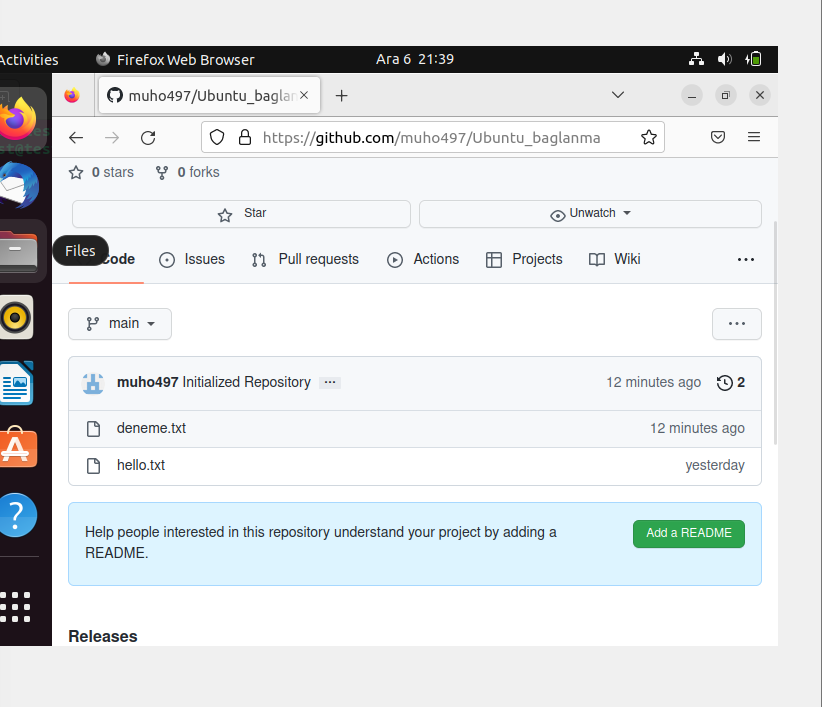 Activities Firefox Web Browser Ara 6 21:39
muho497/Ubuntu_baglan
https://github.com/muho497/Ubuntu_baglanma
0 stars 0 forks
Star Unwatch
Files
Code Issues Pull requests Actions Projects Wiki
main
muho497 Initialized Repository 12 minutes ago 2
deneme.txt 12 minutes ago
hello.txt yesterday
Help people interested in this repository understand your project by adding a
README.
Add a README
Releases